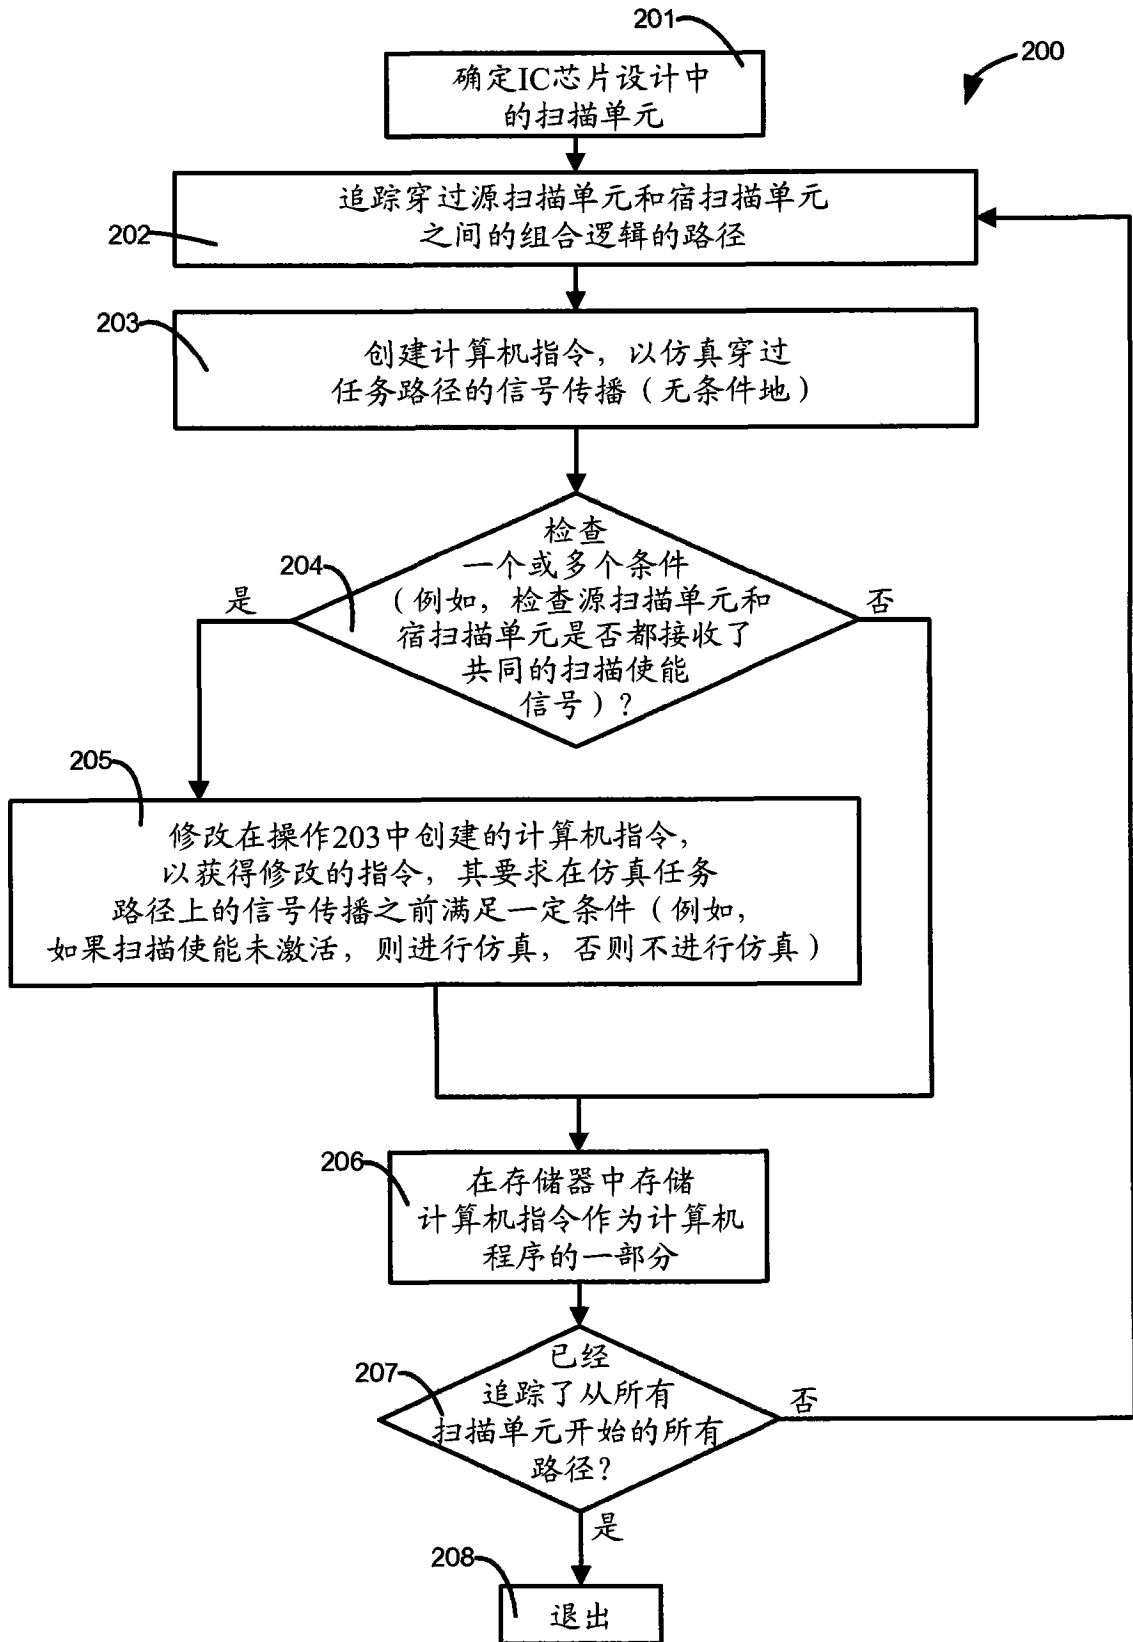 201
200
确定IC芯片设计中
的扫描单元
追踪穿过源扫描单元和宿扫描单元
之间的组合逻辑的路径
202
203
创建计算机指令，以仿真穿过
任务路径的信号传播（无条件地）
检查
一个或多个条件
（例如，检查源扫描单元和
宿扫描单元是否都接收了
共同的扫描使能
信号）？
204
是
否
205
修改在操作203中创建的计算机指令，
以获得修改的指令，其要求在仿真任务
路径上的信号传播之前满足一定条件（例如，
如果扫描使能未激活，则进行仿真，否则不进行仿真）
206
在存储器中存储
计算机指令作为计算机
程序的一部分
207
已经
追踪了从所有
扫描单元开始的所有
路径？
否
是
208
退出